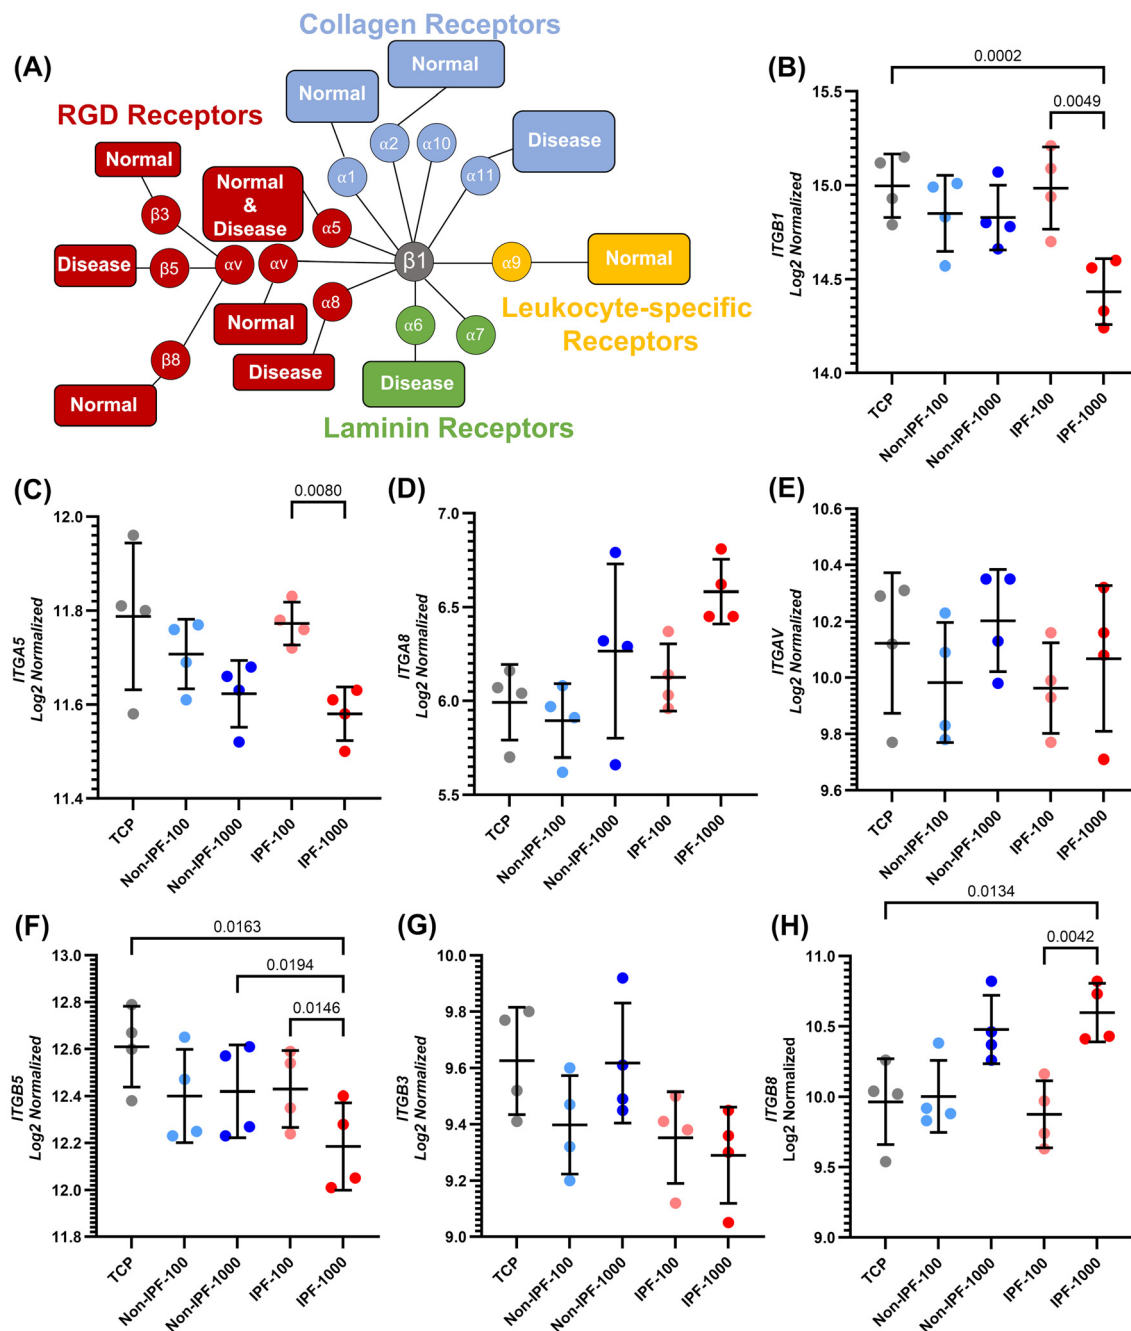 (A)
Collagen Receptors
RGD Receptors
Normal
Normal
Disease
Normal
Normal
&
Disease
Disease
Normal
Normal
Disease
Normal
Disease
α1
α2
α10
α11
α5
β3
β5
αv
αv
β1
α9
α8
α6
α7
β8
Leukocyte-specific
Receptors
Laminin Receptors
(B)
0.0002
0.0049
ITGB1
Log2 Normalized
15.5
15.0
14.5
14.0
TCP
Non-IPF-100
Non-IPF-1000
IPF-100
IPF-1000
(C)
0.0080
ITGA5
Log2 Normalized
12.0
11.8
11.6
11.4
TCP
Non-IPF-100
Non-IPF-1000
IPF-100
IPF-1000
(D)
ITGA8
Log2 Normalized
7.0
6.5
6.0
5.5
TCP
Non-IPF-100
Non-IPF-1000
IPF-100
IPF-1000
(E)
ITGAV
Log2 Normalized
10.6
10.4
10.2
10.0
9.8
9.6
TCP
Non-IPF-100
Non-IPF-1000
IPF-100
IPF-1000
(F)
0.0163
0.0194
0.0146
ITGB5
Log2 Normalized
13.0
12.8
12.6
12.4
12.2
12.0
11.8
TCP
Non-IPF-100
Non-IPF-1000
IPF-100
IPF-1000
(G)
ITGB3
Log2 Normalized
10.0
9.8
9.6
9.4
9.2
9.0
TCP
Non-IPF-100
Non-IPF-1000
IPF-100
IPF-1000
(H)
0.0134
0.0042
ITGB8
Log2 Normalized
11.0
10.5
10.0
9.5
9.0
TCP
Non-IPF-100
Non-IPF-1000
IPF-100
IPF-1000